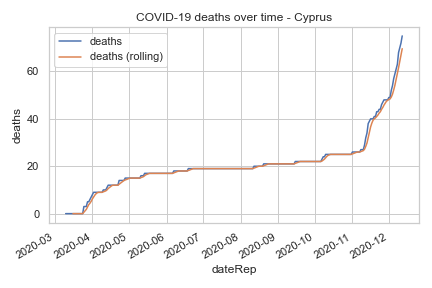 COVID-19 deaths over time - Cyprus
deaths
deaths (rolling)
deaths
60
40
20
0
2020-03
2020-04
2020-05
2020-06
2020-07
2020-08
2020-09
2020-10
2020-11
2020-12
dateRep